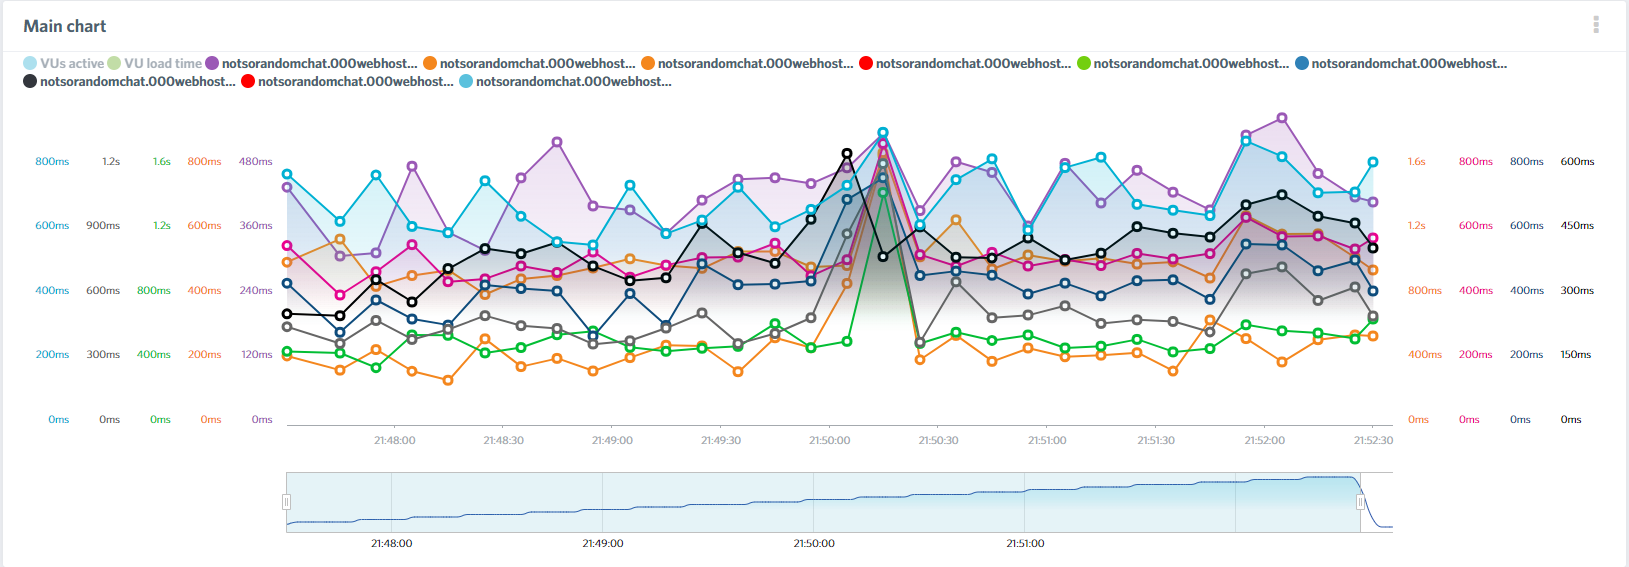 Main chart
VUs active VU load time notsorandomchat.000webhost... notsorandomchat.000webhost... notsorandomchat.000webhost... notsorandomchat.000webhost... notsorandomchat.000webhost... notsorandomchat.000webhost...
notsorandomchat.000webhost... notsorandomchat.000webhost... notsorandomchat.000webhost...
800ms 1.2s 1.6s 800ms 480ms 1.6s 800ms 800ms 600ms
600ms 900ms 1.2s 600ms 360ms 1.2s 600ms 600ms 450ms
400ms 600ms 800ms 400ms 240ms 800ms 400ms 400ms 300ms
200ms 300ms 400ms 200ms 120ms 400ms 200ms 200ms 150ms
0ms 0ms 0ms 0ms 0ms 0ms 0ms 0ms 0ms
21:48:00 21:48:30 21:49:00 21:49:30 21:50:00 21:50:30 21:51:00 21:51:30 21:52:00 21:52:30
21:48:00 21:49:00 21:50:00 21:51:00